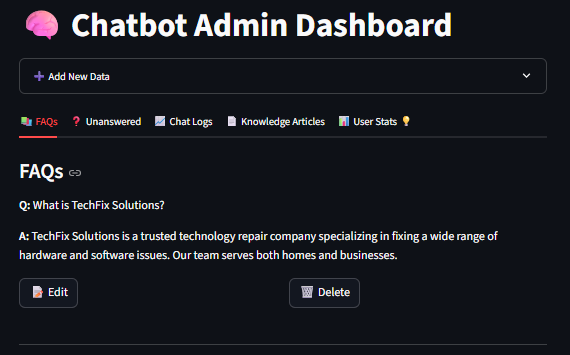 Chatbot Admin Dashboard
Add New Data
FAQs Unanswered Chat Logs Knowledge Articles User Stats
FAQs
Q: What is TechFix Solutions?
A: TechFix Solutions is a trusted technology repair company specializing in fixing a wide range of
hardware and software issues. Our team serves both homes and businesses.
Edit Delete